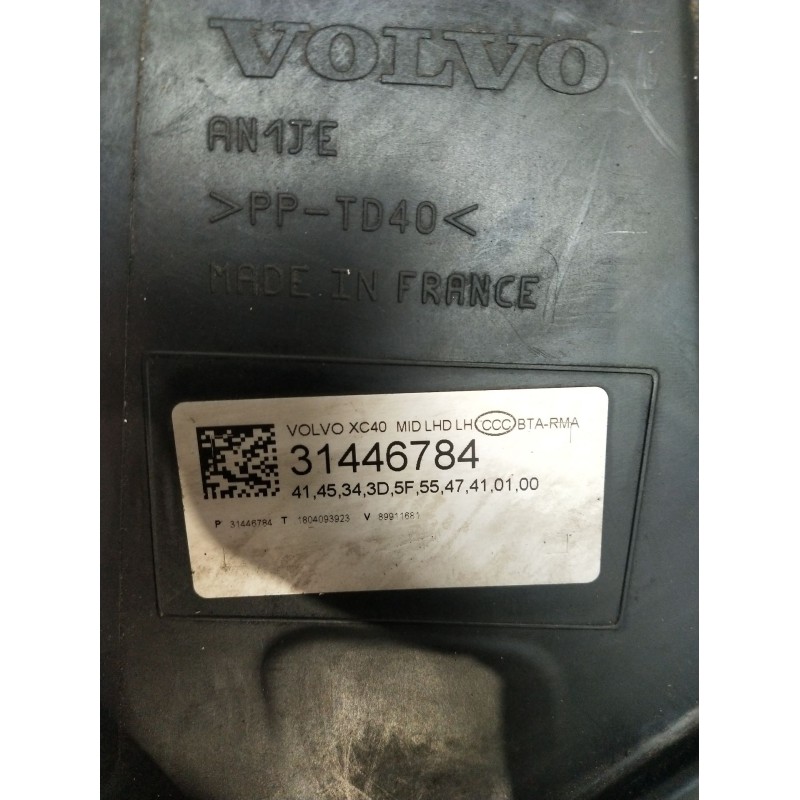 VOLVO
AN1JE
>PP-TD40<
MADE IN FRANCE
VOLVO XC40 MID LHD LH CCC BTA-RMA
31446784
41,45,34,3D,5F,55,47,41,01,00
P 31446784 T 1804093923 V 89911681